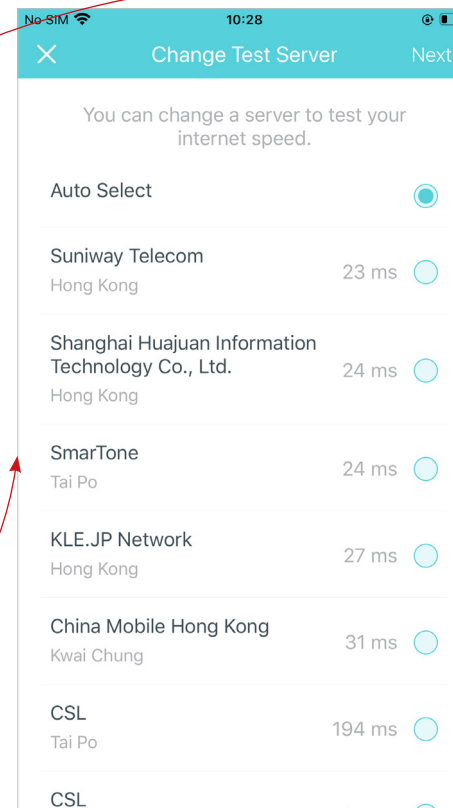 No SIM 10:28
Change Test Server Next
You can change a server to test your
internet speed.
Auto Select
Suniway Telecom
23 ms
Hong Kong
Shanghai Huajuan Information
Technology Co., Ltd.
24 ms
Hong Kong
SmarTone
24 ms
Tai Po
KLE.JP Network
27 ms
Hong Kong
China Mobile Hong Kong
31 ms
Kwai Chung
CSL
194 ms
Tai Po
CSL